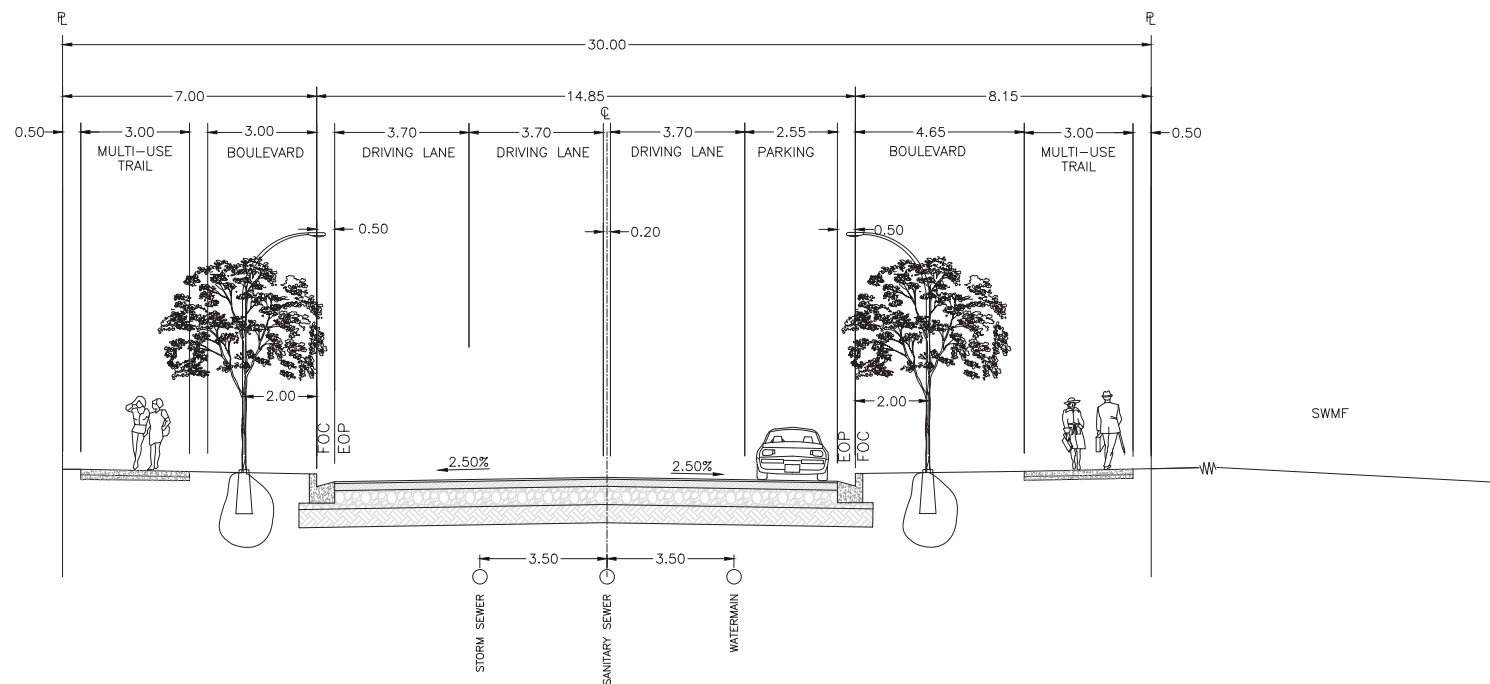 ℄ ℄
30.00
7.00 14.85 8.15
℄
0.50 3.00 3.00 3.70 3.70 3.70 2.55 4.65 3.00 0.50
MULTI-USE BOULEVARD DRIVING LANE DRIVING LANE DRIVING LANE PARKING BOULEVARD MULTI-USE
TRAIL TRAIL
0.50 0.20 0.50
2.00 2.00
SWMF
FOC
EOP
EOP
FOC
2.50% 2.50%
3.50 3.50
STORM SEWER
SANITARY SEWER
WATERMAIN